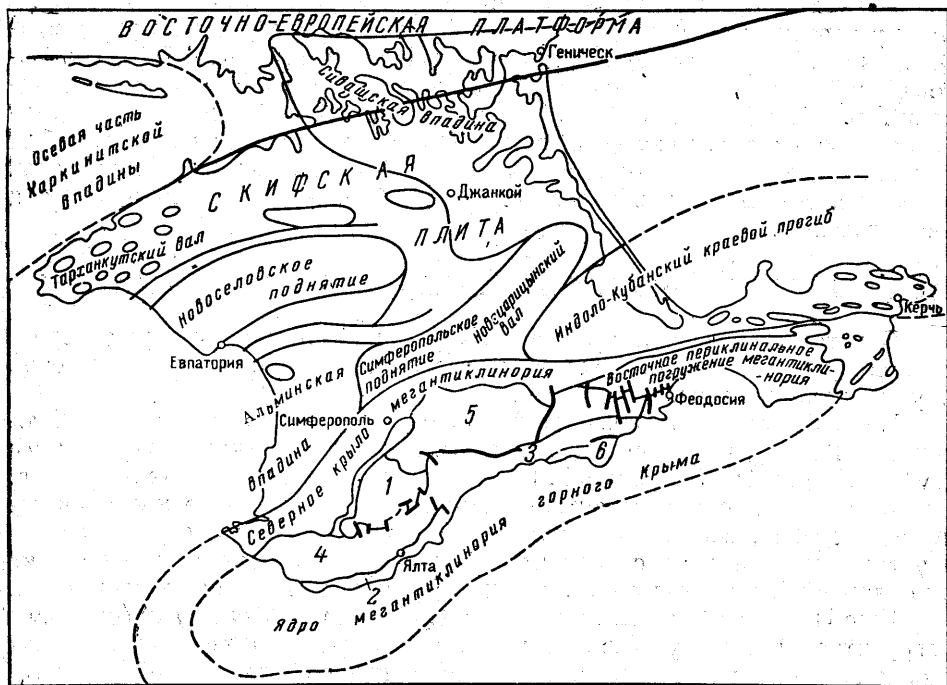 ВОСТОЧНО-ЕВРОПЕЙСКАЯ ПЛАТФОРМА
Геническ
Сивашская впадина
Осевая часть
Харкинитской
впадины
СКИФСКАЯ
Джанкой
ПЛИТА
Тарханкутский вал
Новоселовское
поднятие
Индоло-Кубанский краевой прогиб
Керчь
Симферопольское
поднятие
Новоцарицынский
вал
Евпатория
Восточное периклинальное
погружение мегантикли-
нория
Альминская
впадина
Феодосия
Симферополь
Северное крыло мегантиклинория
5
3
6
1
4
Ялта
2
Ядро мегантиклинория горного Крыма